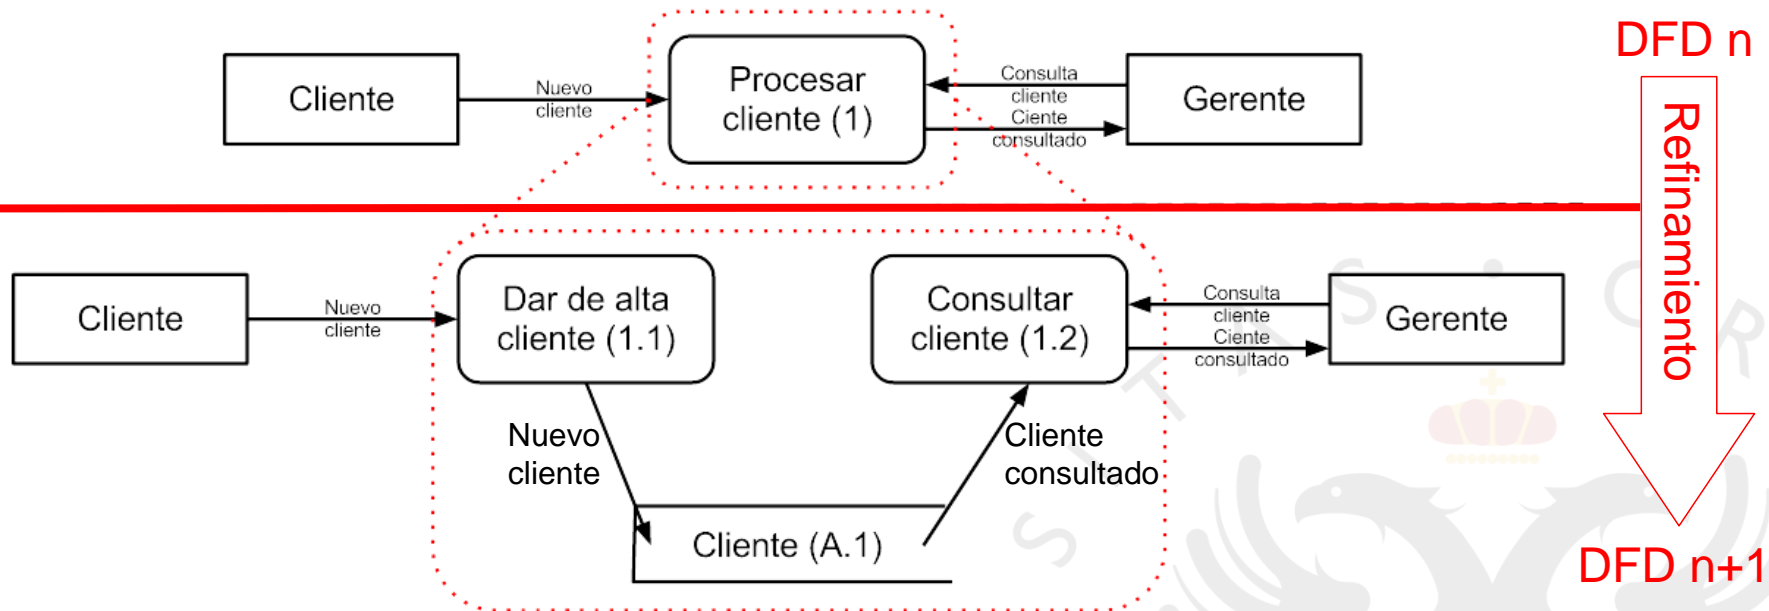 DFD n
Cliente
Nuevo
cliente
Procesar
cliente (1)
Consulta
cliente
Ciente
consultado
Gerente
Refinamiento
Cliente
Nuevo
cliente
Dar de alta
cliente (1.1)
Consultar
cliente (1.2)
Consulta
cliente
Ciente
consultado
Gerente
Nuevo
cliente
Cliente
consultado
Cliente (A.1)
DFD n+1
S I T A S · C A R